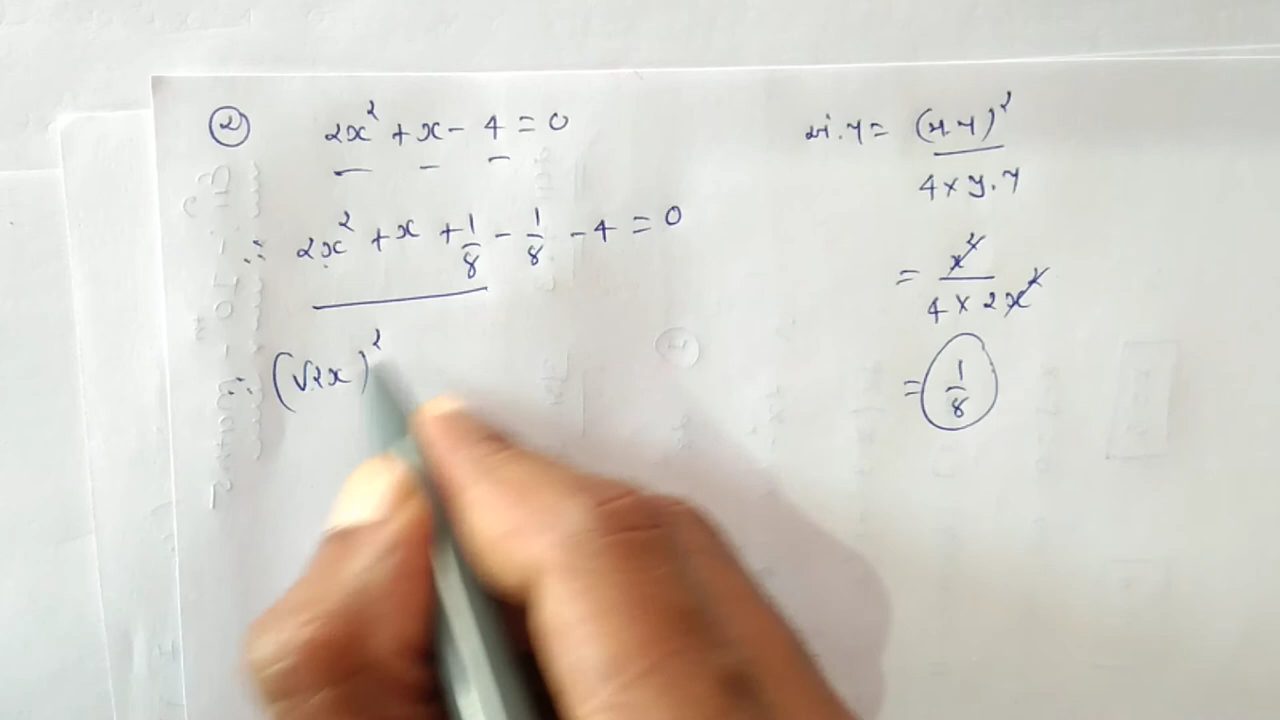 ② 2x² + x - 4 = 0
∴ 2x² + x + 1/8 - 1/8 - 4 = 0
∴ (√2x)²
= (મ.પ)² / 4 × પ્ર.પ
= x² / 4 × 2x²
= 1/8